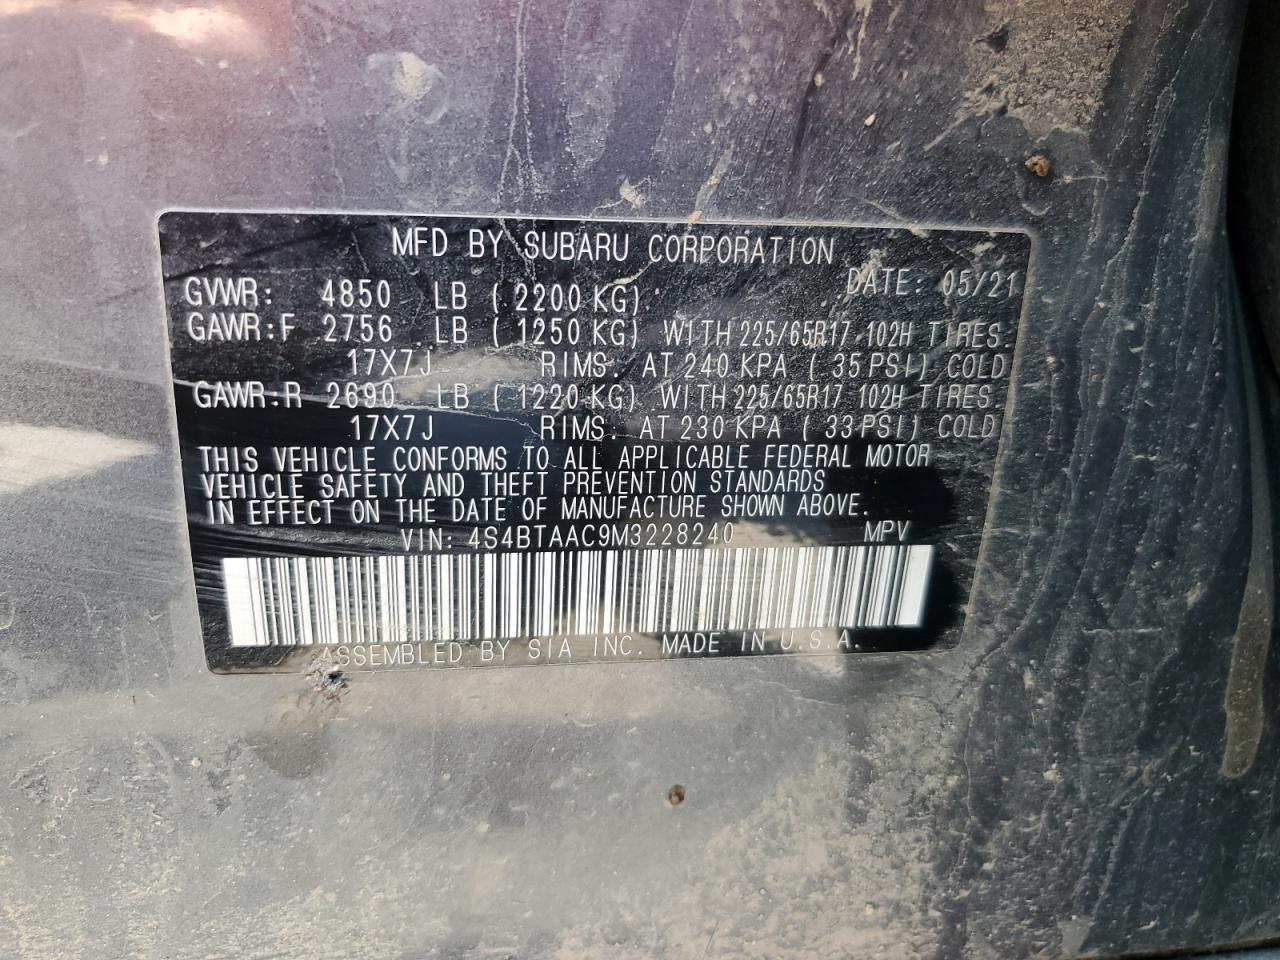 MFD BY SUBARU CORPORATION
DATE: 05/21
GVWR: 4850 LB ( 2200 KG)
GAWR:F 2756 LB ( 1250 KG) WITH 225/65R17 102H TIRES.
17X7J RIMS. AT 240 KPA ( 35 PSI) COLD
GAWR:R 2690 LB ( 1220 KG) WITH 225/65R17 102H TIRES.
17X7J RIMS. AT 230 KPA ( 33 PSI) COLD
THIS VEHICLE CONFORMS TO ALL APPLICABLE FEDERAL MOTOR
VEHICLE SAFETY AND THEFT PREVENTION STANDARDS
IN EFFECT ON THE DATE OF MANUFACTURE SHOWN ABOVE.
VIN: 4S4BTAAC9M3228240 MPV
ASSEMBLED BY SIA INC. MADE IN U.S.A.